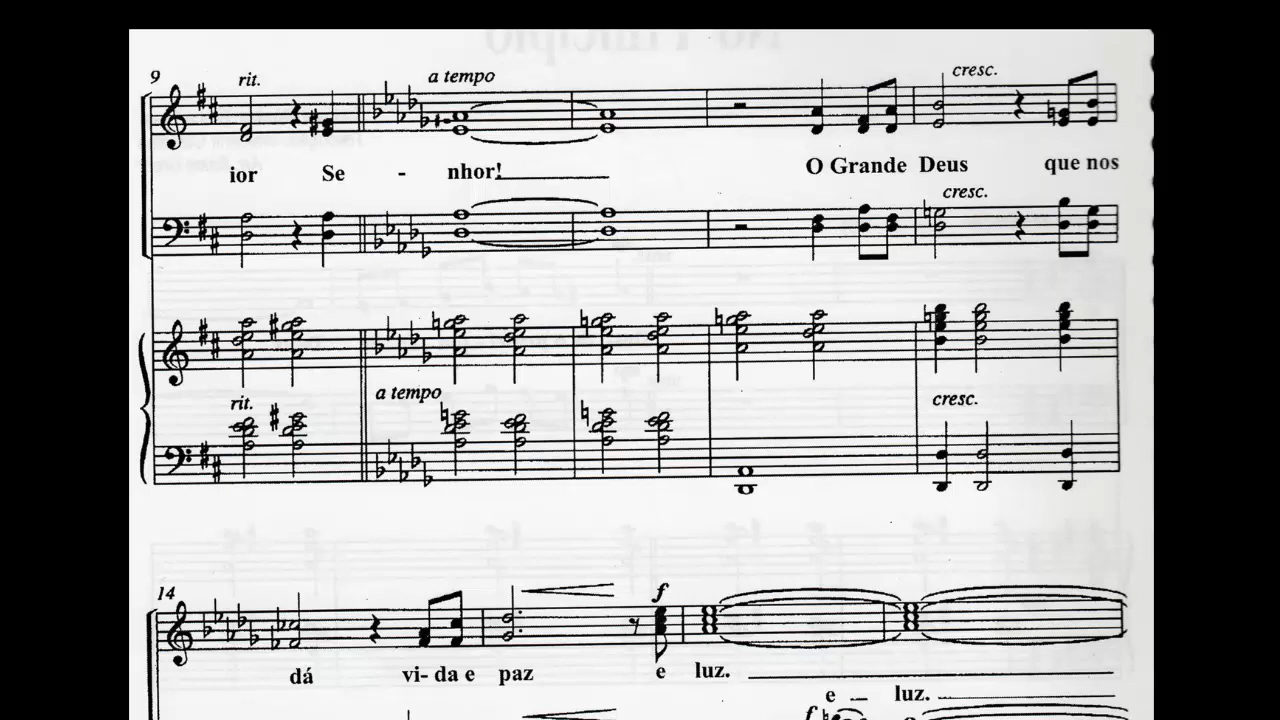 9
rit.
a tempo
cresc.
ior Se - nhor! O Grande Deus que nos
cresc.
rit.
a tempo
cresc.
14
f
dá vi- da e paz e luz.
e luz.
f